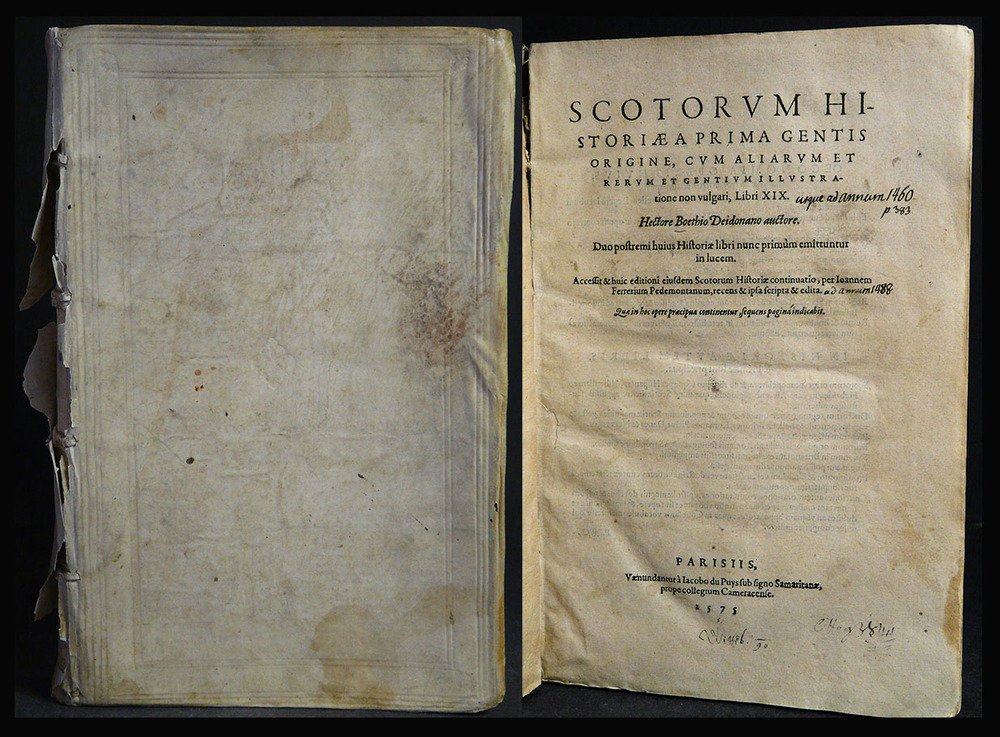 SCOTORVM HI-
STORIÆ A PRIMA GENTIS
ORIGINE, CVM ALIARVM ET
RERVM ET GENTIVM ILLVSTRA-
tione non vulgari, Libri XIX. usque ad annum 1460
p. 383
Hectore Boethio Deidonano auctore.
Duo postremi huius Historiæ libri nunc primùm emittuntur
in lucem.
Accessit & huic editioni eiusdem Scotorum Historiæ continuatio, per Ioannem
Ferrerium Pedemontanum, recens & ipsa scripta & edita. ad annum 1488
Quæ in hoc opere præcipua continentur sequens pagina indicabit.
PARISIIS,
Vænundantur à Iacobo du Puys sub signo Samaritanæ,
prope collegium Cameracense.
1575